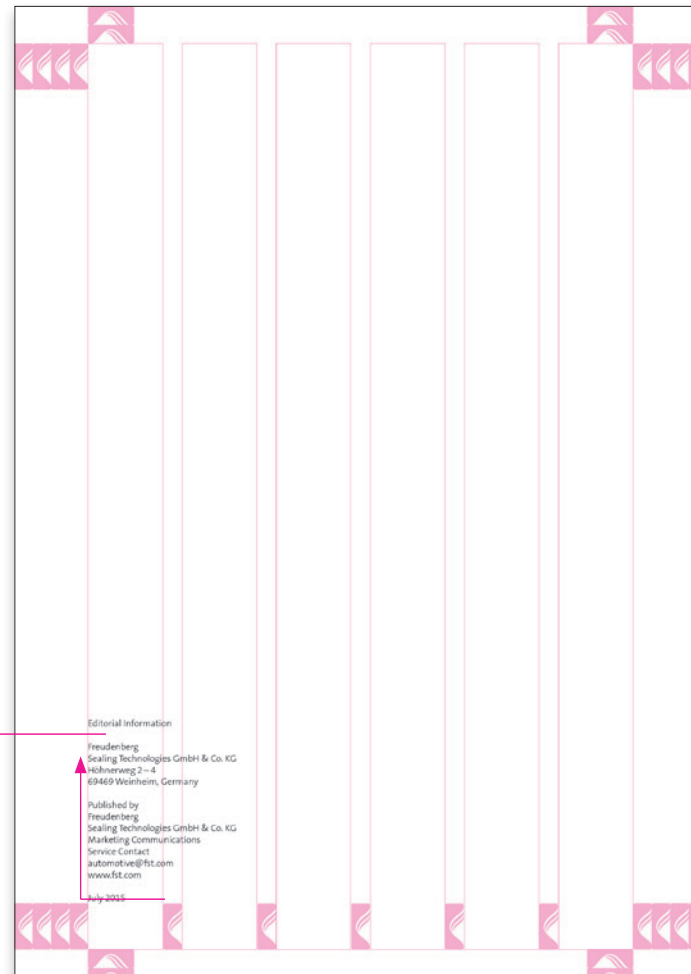 Editorial Information
Freudenberg
Sealing Technologies GmbH & Co. KG
Höhnerweg 2 – 4
69469 Weinheim, Germany
Published by
Freudenberg
Sealing Technologies GmbH & Co. KG
Marketing Communications
Service Contact
automotive@fst.com
www.fst.com
July 2015